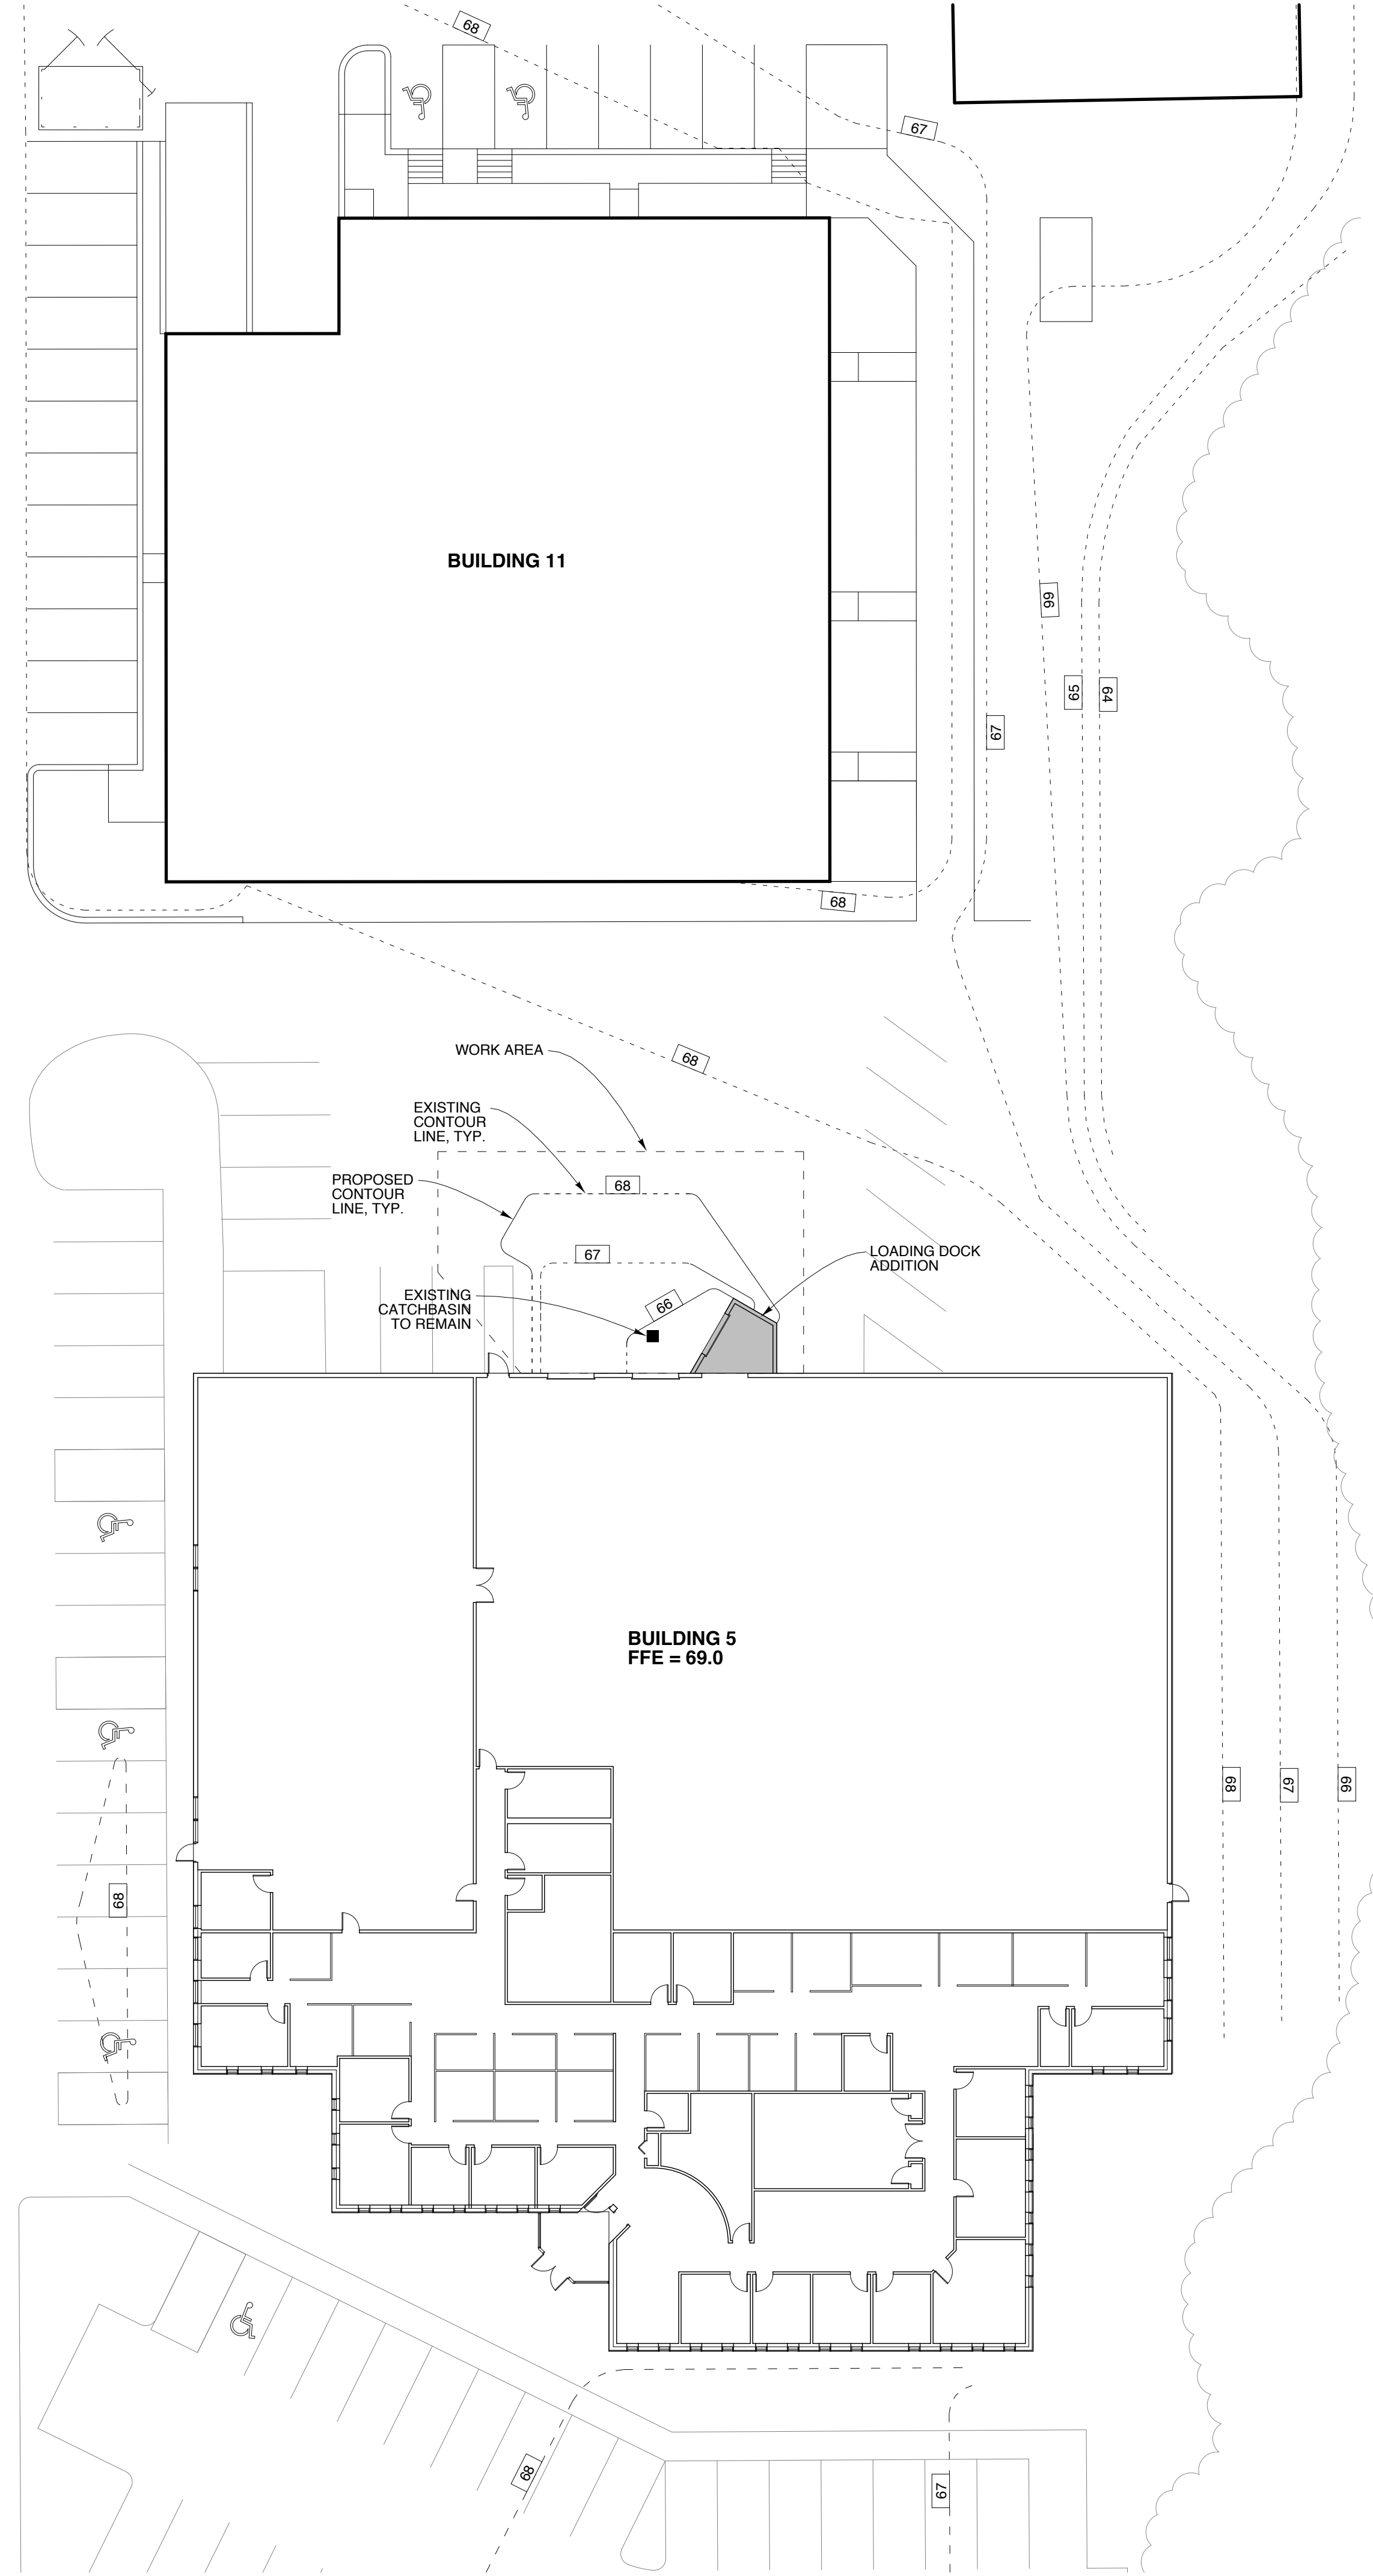 68
67
BUILDING 11
66
65
64
67
68
WORK AREA
68
EXISTING
CONTOUR
LINE, TYP.
PROPOSED
CONTOUR
LINE, TYP.
68
67
LOADING DOCK
ADDITION
EXISTING
CATCHBASIN
TO REMAIN
66
BUILDING 5
FFE = 69.0
68
67
66
68
68
67